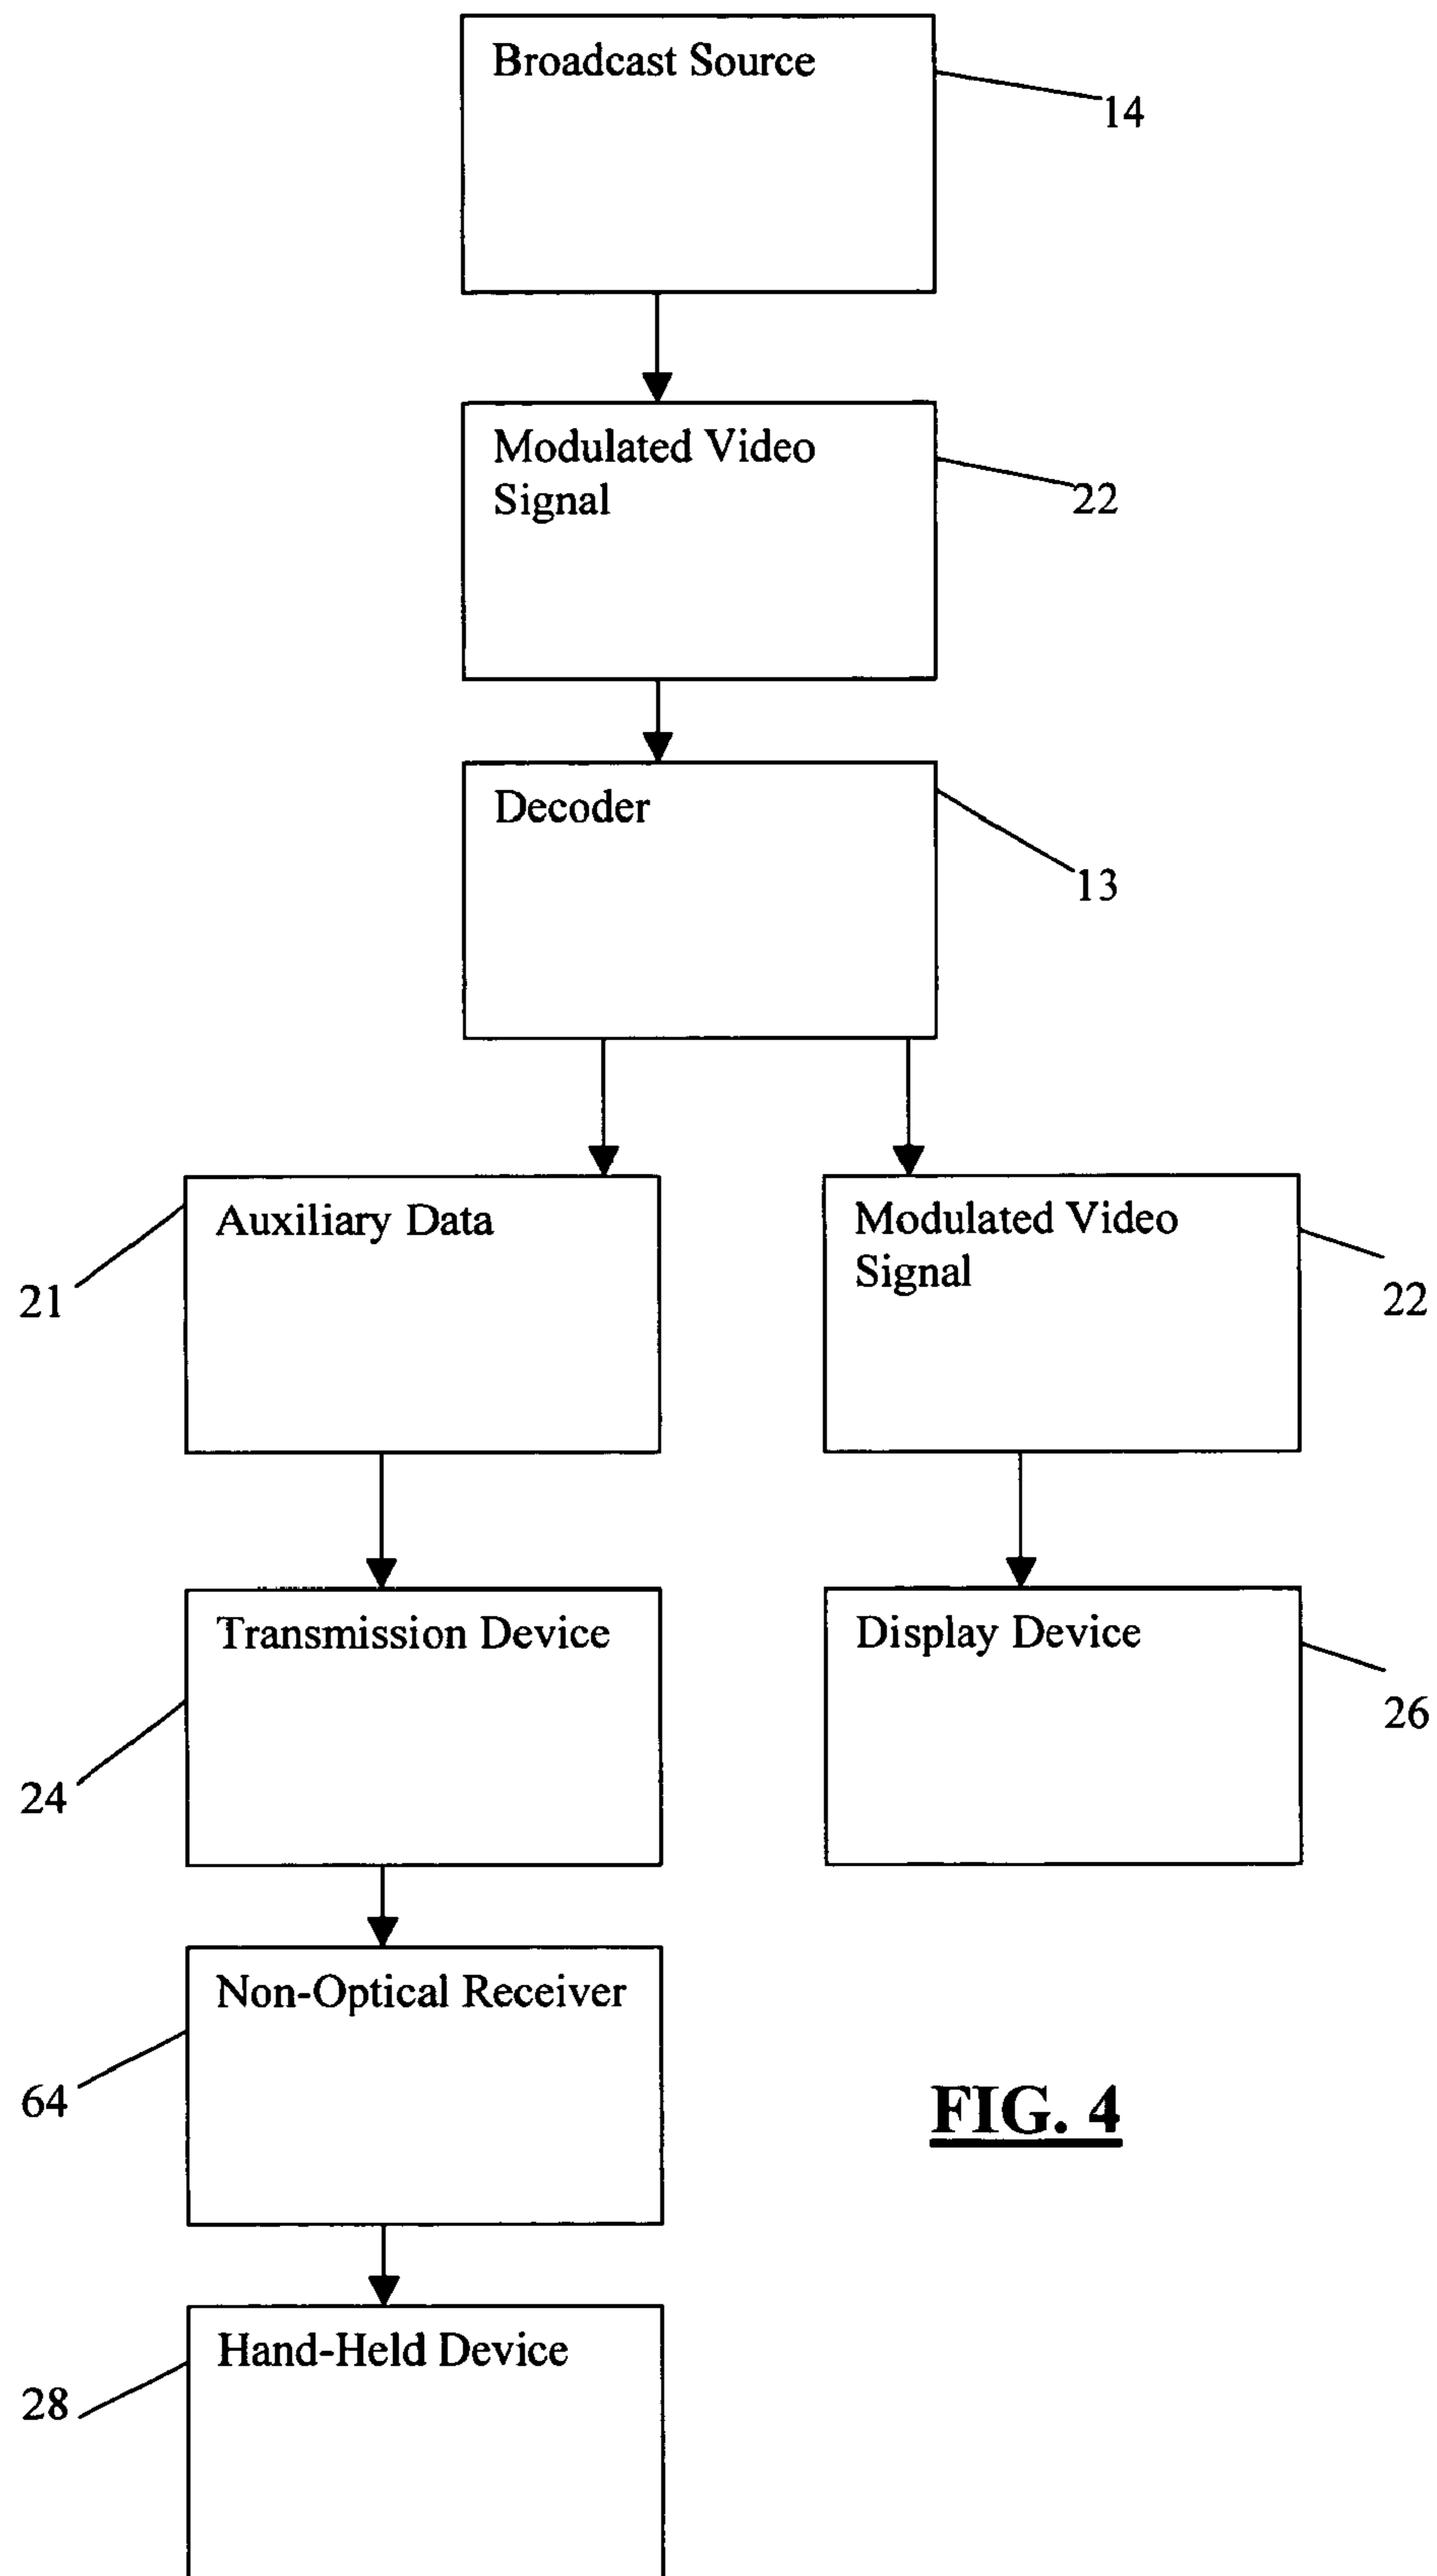 Broadcast Source
14
Modulated Video
Signal
22
Decoder
13
Auxiliary Data
21
Modulated Video
Signal
22
Transmission Device
24
Display Device
26
Non-Optical Receiver
64
FIG. 4
Hand-Held Device
28